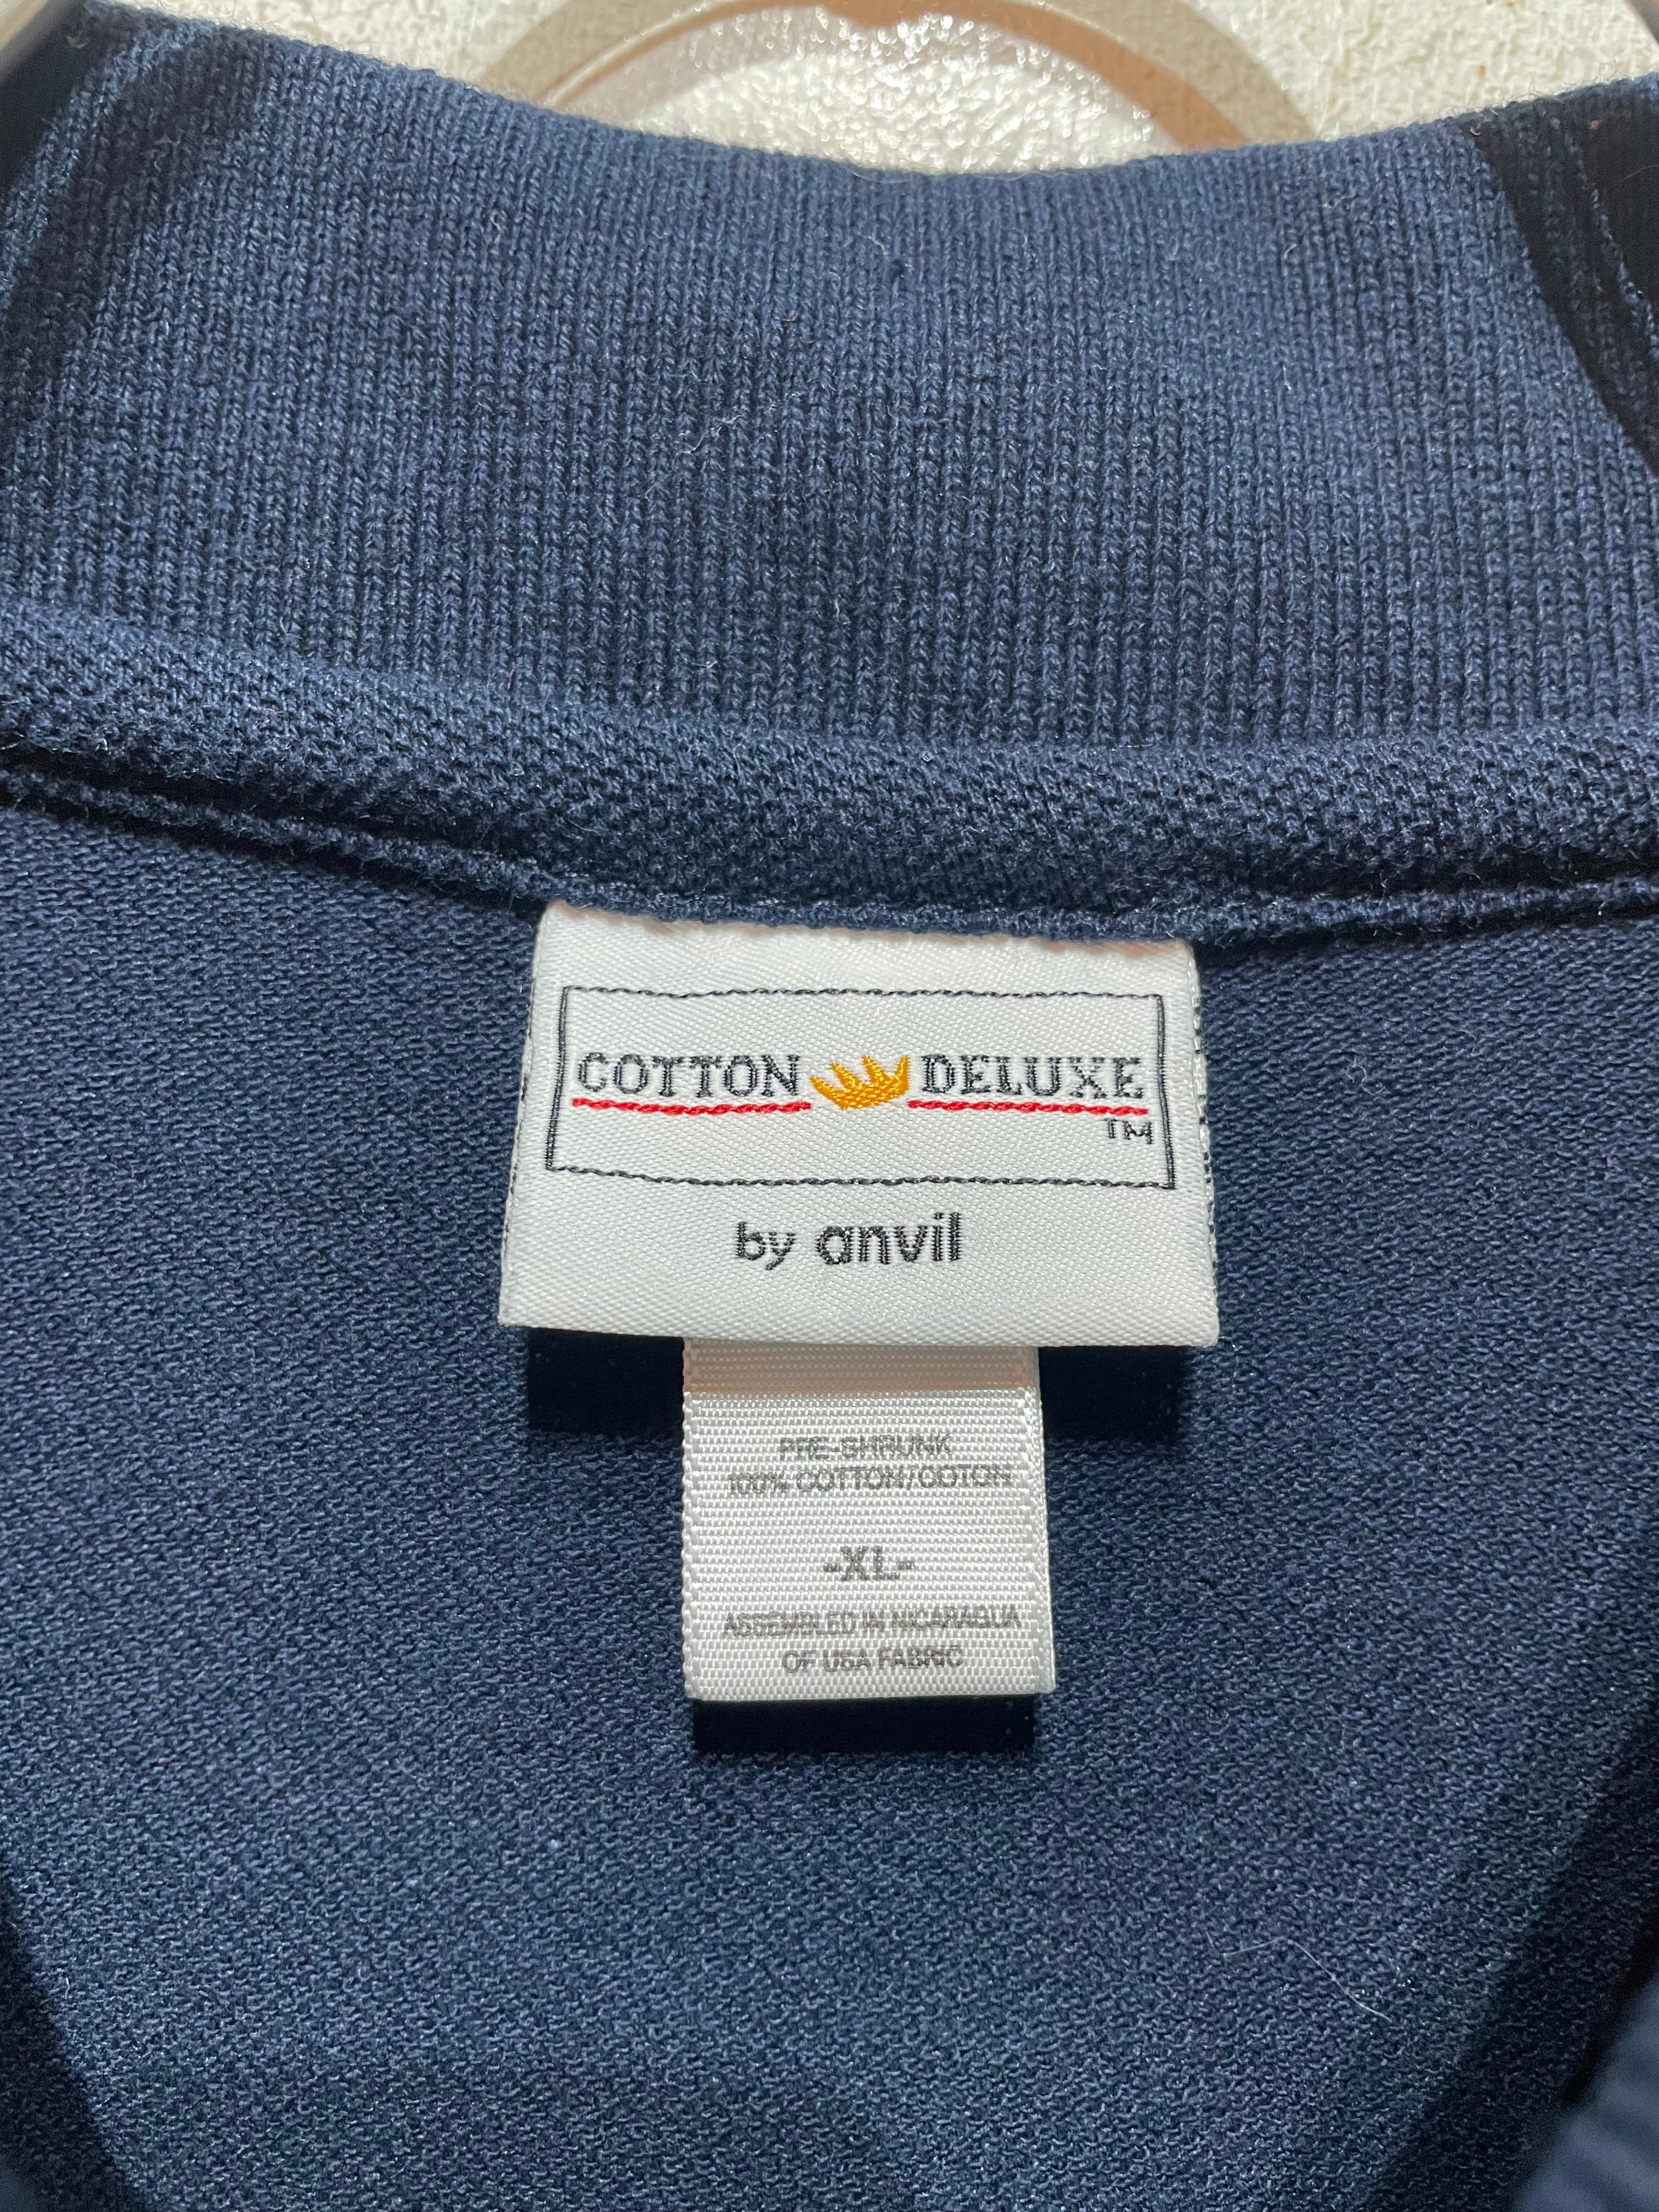 COTTON DELUXE
TM
by anvil
PRE-SHRUNK
100% COTTON/COTON
-XL-
ASSEMBLED IN NICARAGUA
OF USA FABRIC